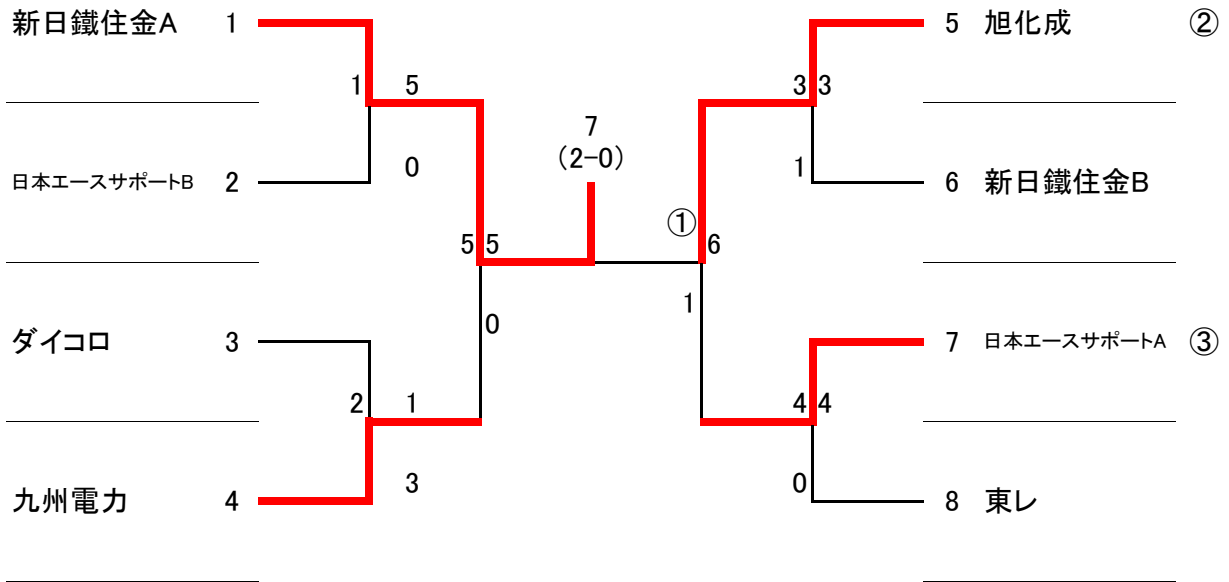 新日鐵住金A 1
5 旭化成 ②
1 5
3 3
7
(2-0)
日本エースサポートB 2
0
1
6 新日鐵住金B
①
5 5
6
ダイコロ 3
0
1
7 日本エースサポートA ③
2 1
4 4
九州電力 4
3
0
8 東レ